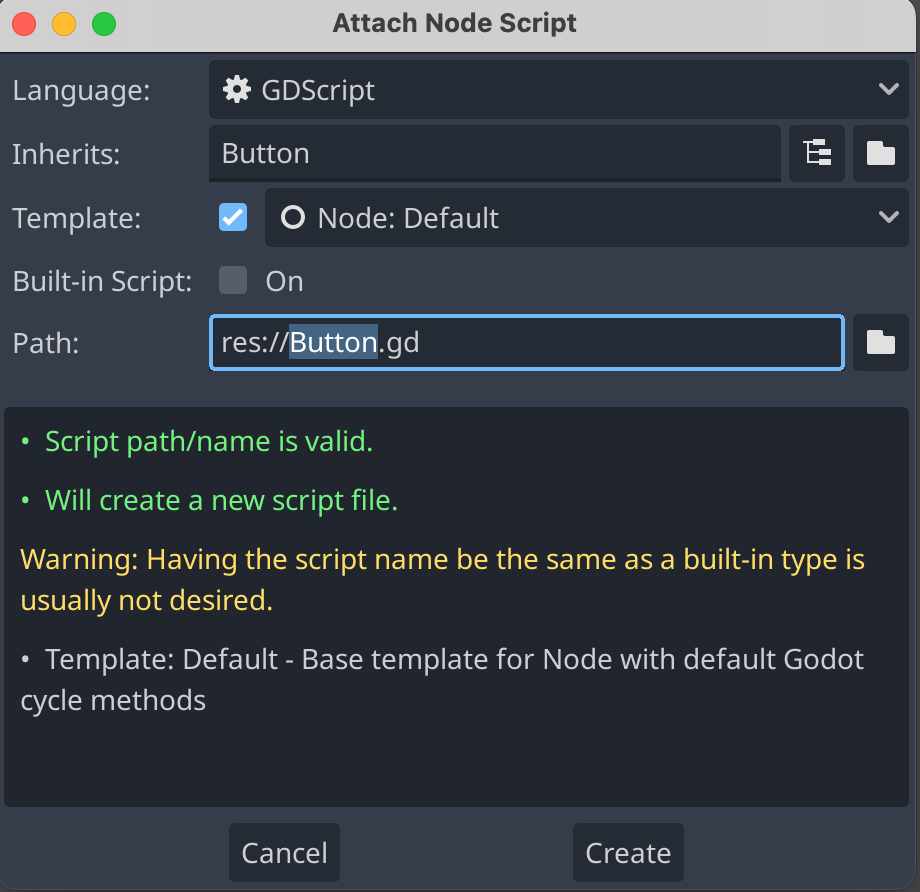 Attach Node Script
Language:
GDScript
Inherits:
Button
Template:
Node: Default
Built-in Script:
On
Path:
res://Button.gd
• Script path/name is valid.
• Will create a new script file.
Warning: Having the script name be the same as a built-in type is
usually not desired.
• Template: Default - Base template for Node with default Godot
cycle methods
Cancel
Create